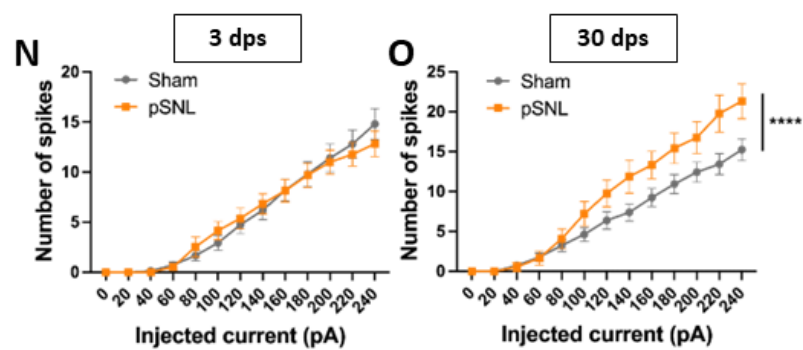 N
3 dps
Number of spikes
20
15
10
5
0
Sham
pSNL
0 20 40 60 80 100 120 140 160 180 200 220 240
Injected current (pA)
O
30 dps
Number of spikes
25
20
15
10
5
0
Sham
pSNL
****
0 20 40 60 80 100 120 140 160 180 200 220 240
Injected current (pA)